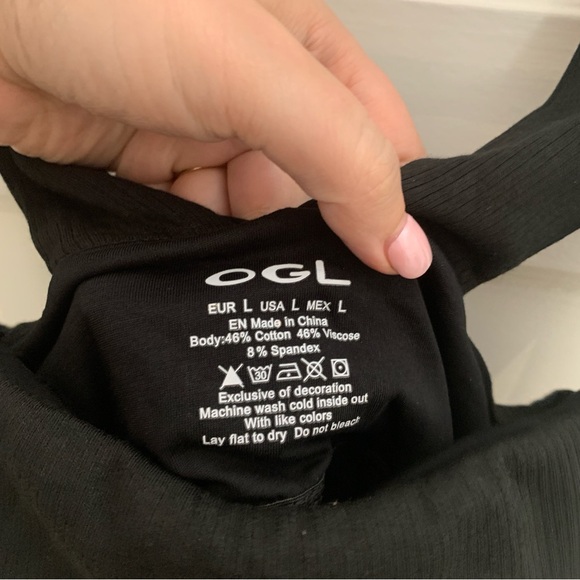 OGL
EUR L USA L MEX L
EN Made in China
Body:46% Cotton 46% Viscose
8% Spandex
30
Exclusive of decoration
Machine wash cold inside out
With like colors
Lay flat to dry Do not bleach